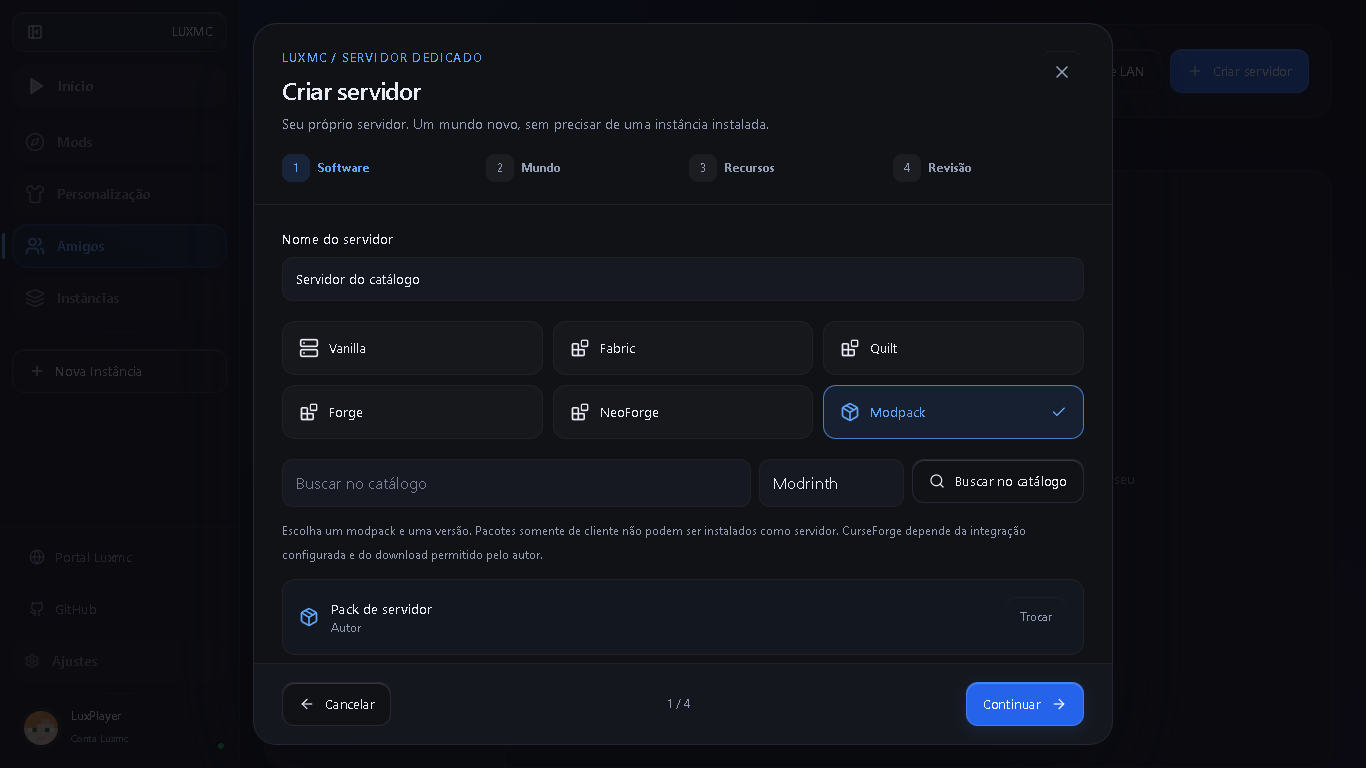 LUXMC
Início
Mods
Personalização
Amigos
Instâncias
Nova Instância
Portal Luxmc
GitHub
Ajustes
LuxPlayer
Conta Luxmc
LAN
Criar servidor
seu
LUXMC / SERVIDOR DEDICADO
Criar servidor
Seu próprio servidor. Um mundo novo, sem precisar de uma instância instalada.
1 Software
2 Mundo
3 Recursos
4 Revisão
Nome do servidor
Servidor do catálogo
Vanilla
Fabric
Quilt
Forge
NeoForge
Modpack
Buscar no catálogo
Modrinth
Buscar no catálogo
Escolha um modpack e uma versão. Pacotes somente de cliente não podem ser instalados como servidor. CurseForge depende da integração
configurada e do download permitido pelo autor.
Pack de servidor
Autor
Trocar
Cancelar
1 / 4
Continuar